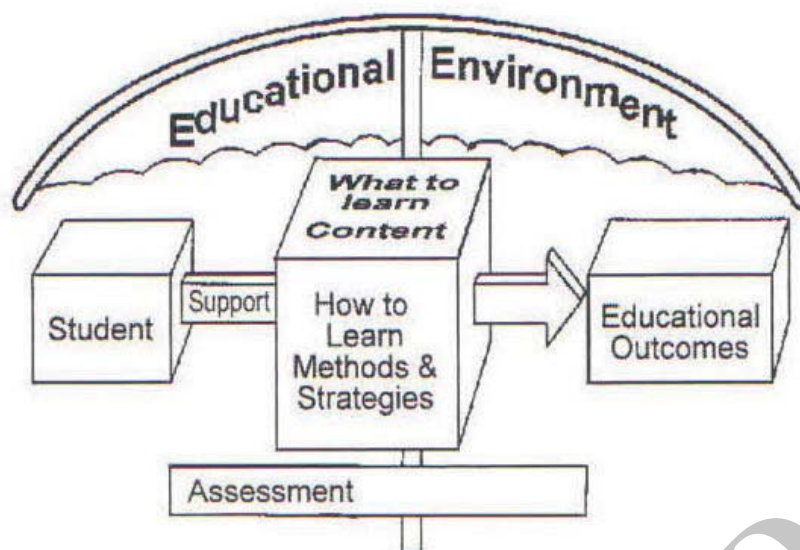 Educational Environment
What to
learn
Content
Student
Support
How to
Learn
Methods &
Strategies
Educational
Outcomes
Assessment